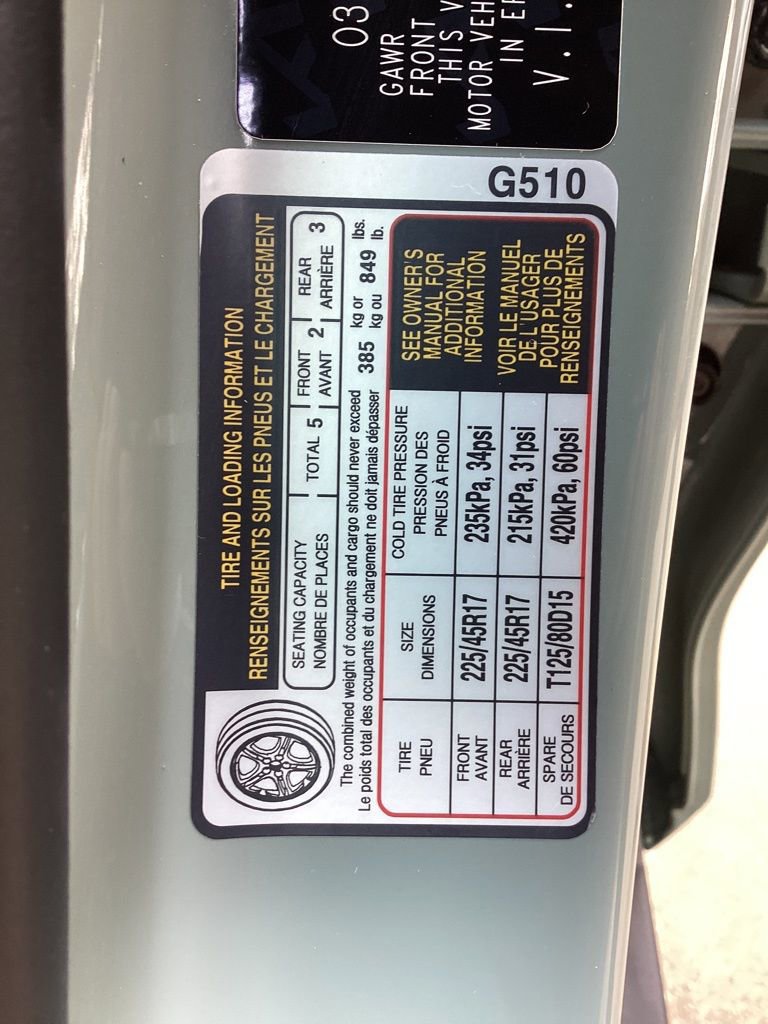 03
GAWR
FRONT
THIS V
MOTOR VEH
IN EF
V.I.
G510
TIRE AND LOADING INFORMATION
RENSEIGNEMENTS SUR LES PNEUS ET LE CHARGEMENT
SEATING CAPACITY
NOMBRE DE PLACES
TOTAL 5
FRONT
AVANT 2
REAR
ARRIÈRE 3
The combined weight of occupants and cargo should never exceed 385 kg or 849 lbs.
Le poids total des occupants et du chargement ne doit jamais dépasser kg ou lb.
TIRE PNEU
SIZE DIMENSIONS
COLD TIRE PRESSURE PRESSION DES PNEUS À FROID
FRONT AVANT 225/45R17 235kPa, 34psi
REAR ARRIÈRE 225/45R17 215kPa, 31psi
SPARE DE SECOURS T125/80D15 420kPa, 60psi
SEE OWNER'S
MANUAL FOR
ADDITIONAL
INFORMATION
VOIR LE MANUEL
DE L'USAGER
POUR PLUS DE
RENSEIGNEMENTS